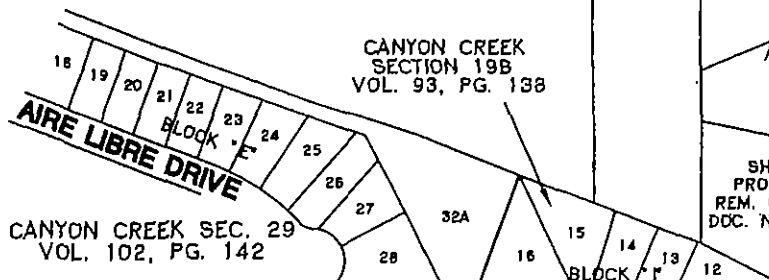 CANYON CREEK
SECTION 19B
VOL. 93, PG. 138
18
19
20
21
22
23
24
25
26
27
28
BLOCK "E"
AIRE LIBRE DRIVE
CANYON CREEK SEC. 29
VOL. 102, PG. 142
32A
16
15
14
13
12
BLOCK "I"
SH
PRO
REM.
DOC. N